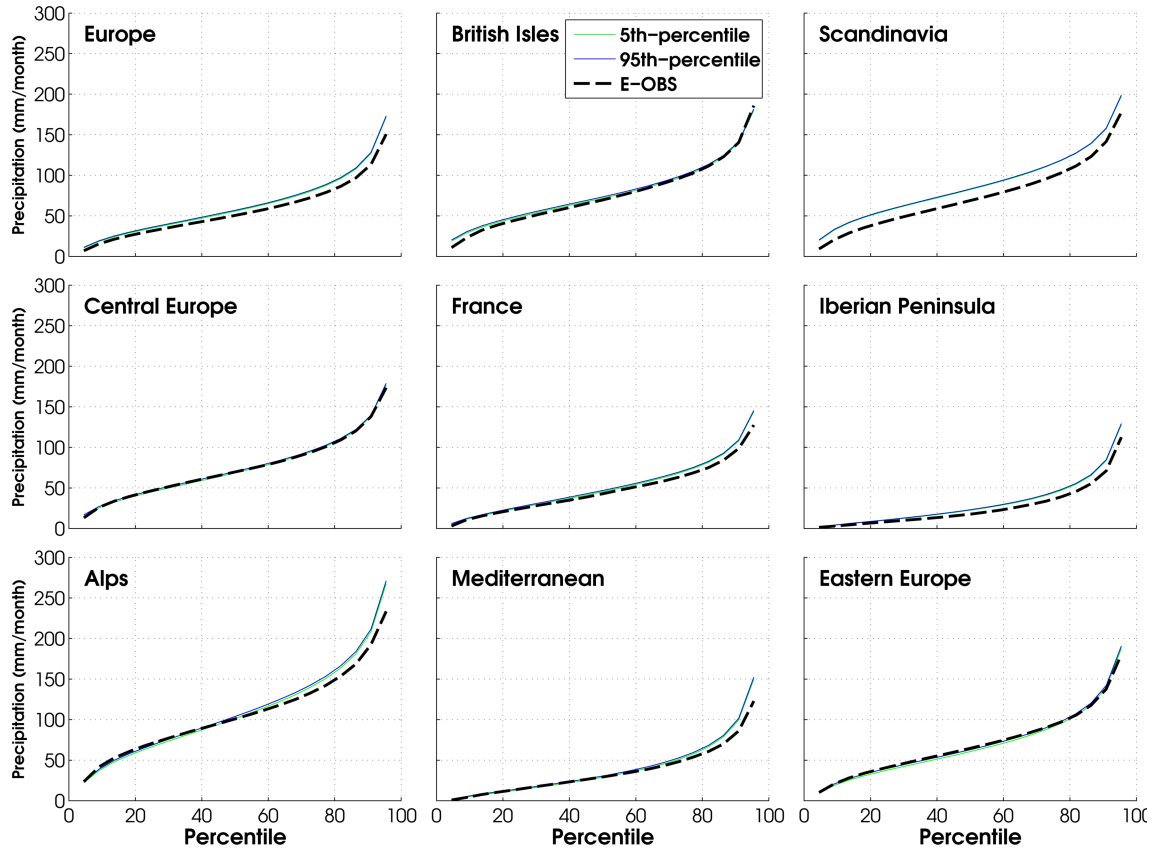 300
250
200
150
100
50
0
Precipitation (mm/month)
Europe
British Isles
5th-percentile
95th-percentile
E-OBS
Scandinavia
300
250
200
150
100
50
0
Precipitation (mm/month)
Central Europe
France
Iberian Peninsula
300
250
200
150
100
50
0
Precipitation (mm/month)
Alps
Mediterranean
Eastern Europe
0 20 40 60 80 100
0 20 40 60 80 100
0 20 40 60 80 100
Percentile
Percentile
Percentile